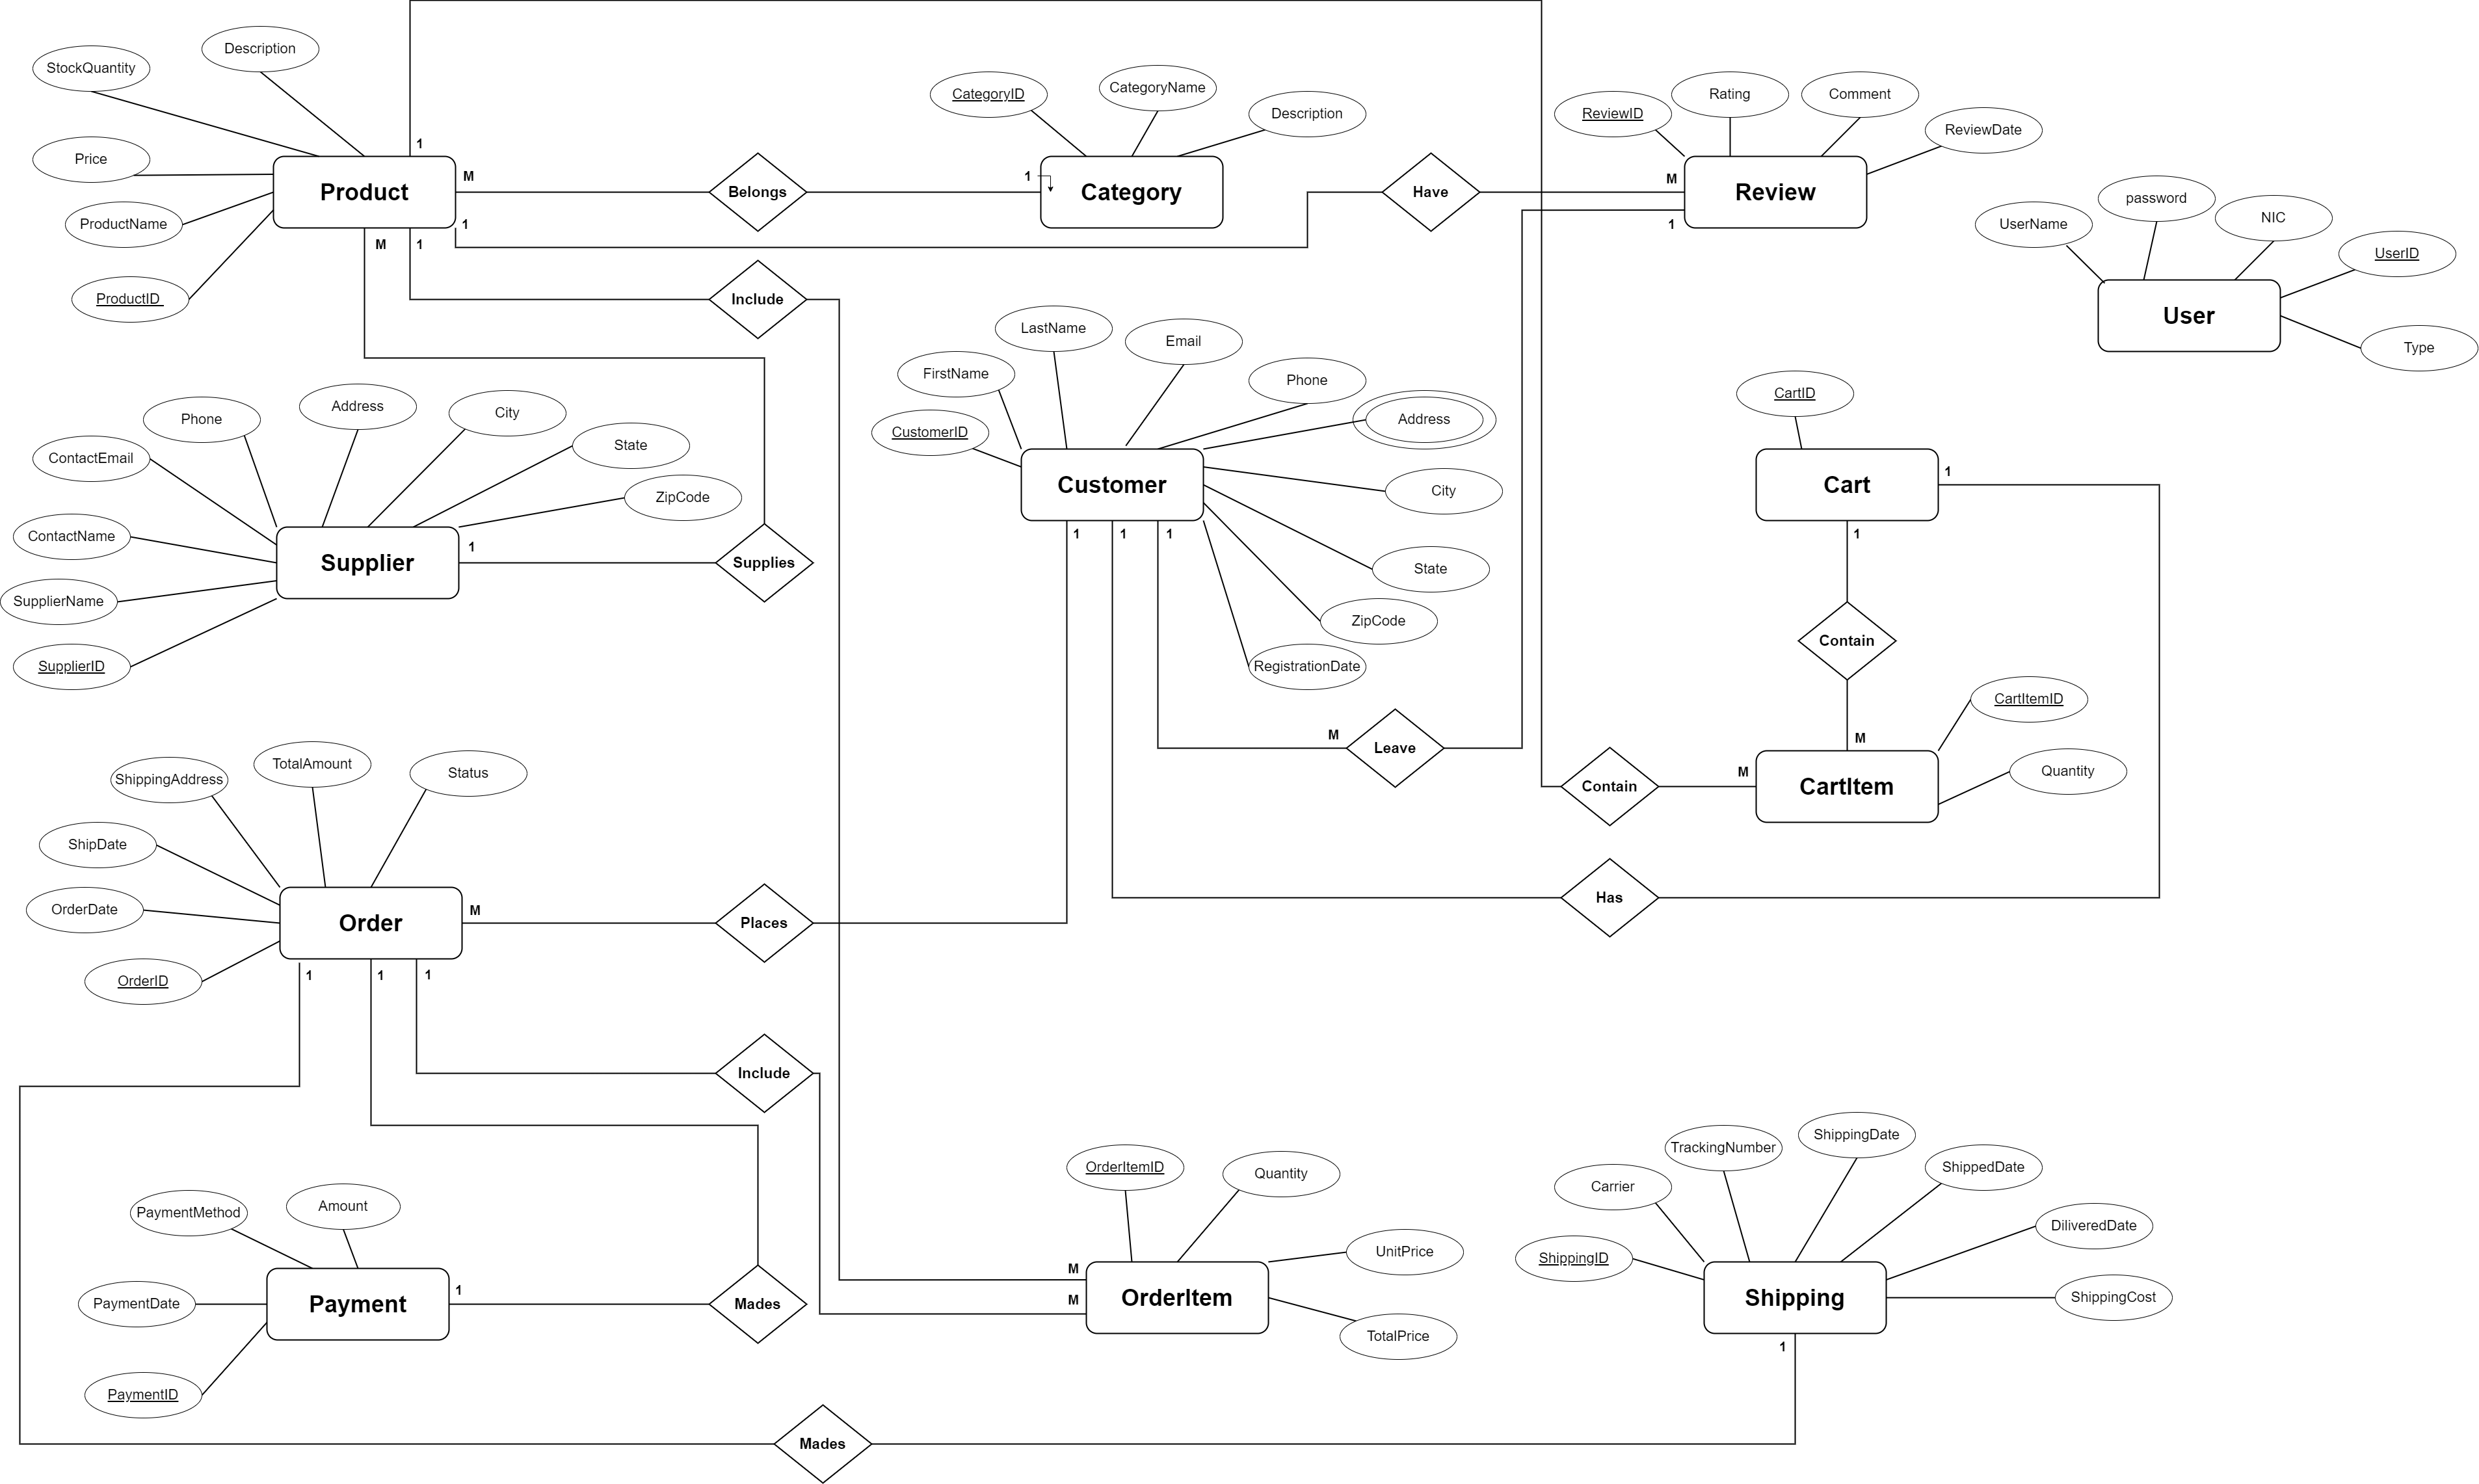 Description
StockQuantity
Price
ProductName
ProductID
Product
1
M
1
M
1
Belongs
1
CategoryID
CategoryName
Description
Category
Have
M
1
ReviewID
Rating
Comment
ReviewDate
Review
UserName
password
NIC
UserID
Type
User
Include
Phone
Address
City
State
ZipCode
ContactEmail
ContactName
SupplierName
SupplierID
Supplier
1
Supplies
LastName
Email
FirstName
Phone
CustomerID
Address
City
State
ZipCode
RegistrationDate
Customer
1
1
1
CartID
Cart
1
1
Contain
M
CartItemID
Quantity
CartItem
M
Contain
M
Leave
Has
ShippingAddress
TotalAmount
Status
ShipDate
OrderDate
OrderID
Order
M
1
1
1
Places
Include
PaymentMethod
Amount
PaymentDate
PaymentID
Payment
1
Mades
OrderItemID
Quantity
UnitPrice
TotalPrice
OrderItem
M
M
Carrier
TrackingNumber
ShippingDate
ShippedDate
DiliveredDate
ShippingID
ShippingCost
Shipping
1
Mades